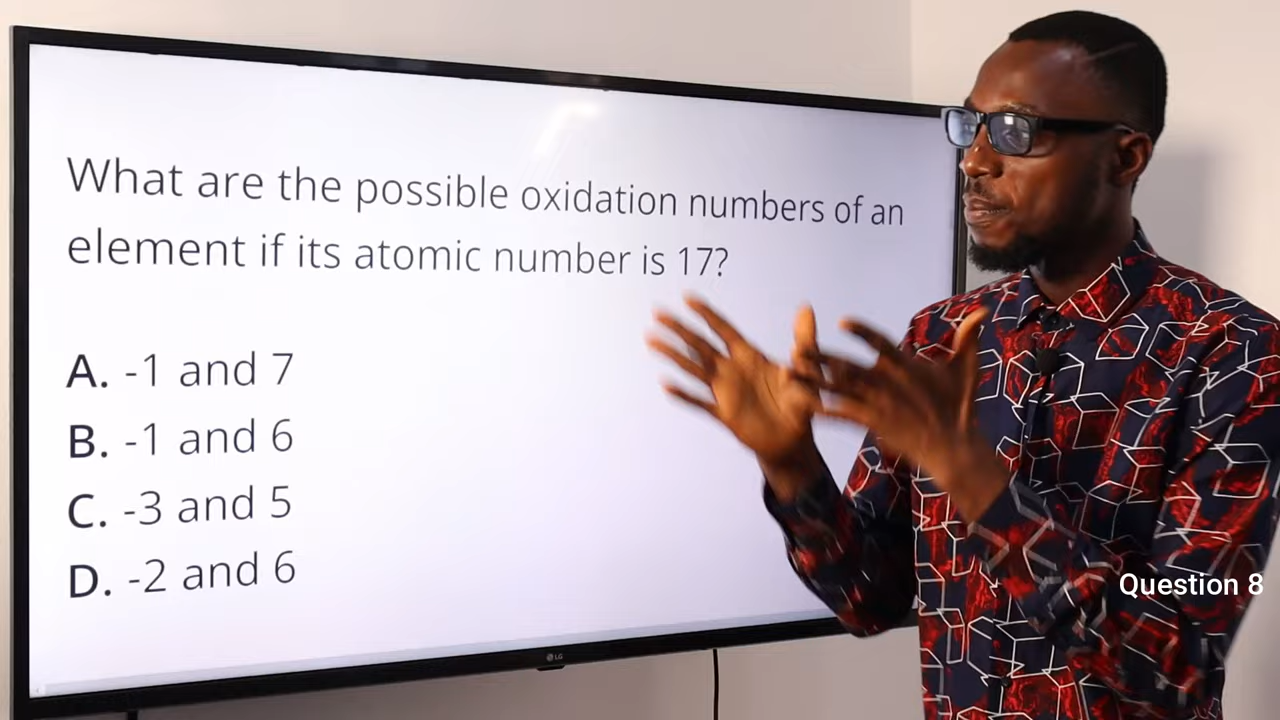 What are the possible oxidation numbers of an
element if its atomic number is 17?
A. -1 and 7
B. -1 and 6
C. -3 and 5
D. -2 and 6
Question 8
LG